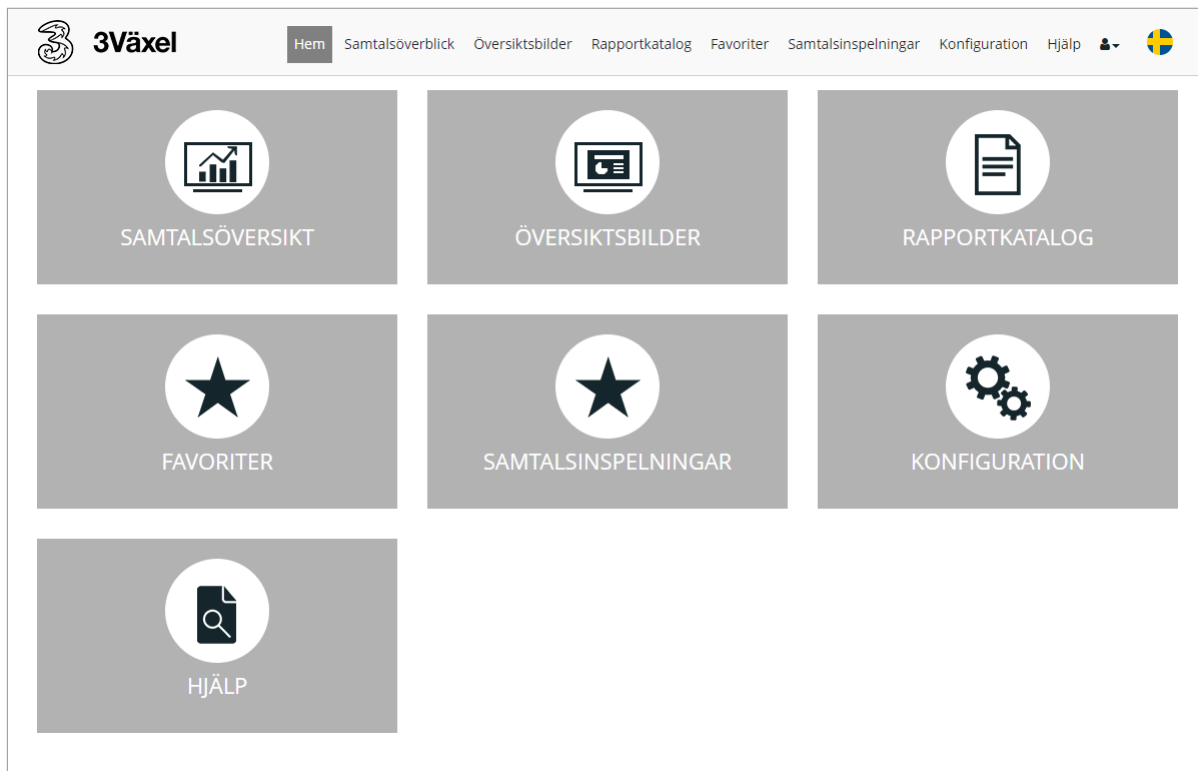 3Växel
Hem Samtalsöverblick Översiktsbilder Rapportkatalog Favoriter Samtalsinspelningar Konfiguration Hjälp
SAMTALSÖVERSIKT ÖVERSIKTSBILDER RAPPORTKATALOG
FAVORITER SAMTALSINSPELNINGAR KONFIGURATION
HJÄLP